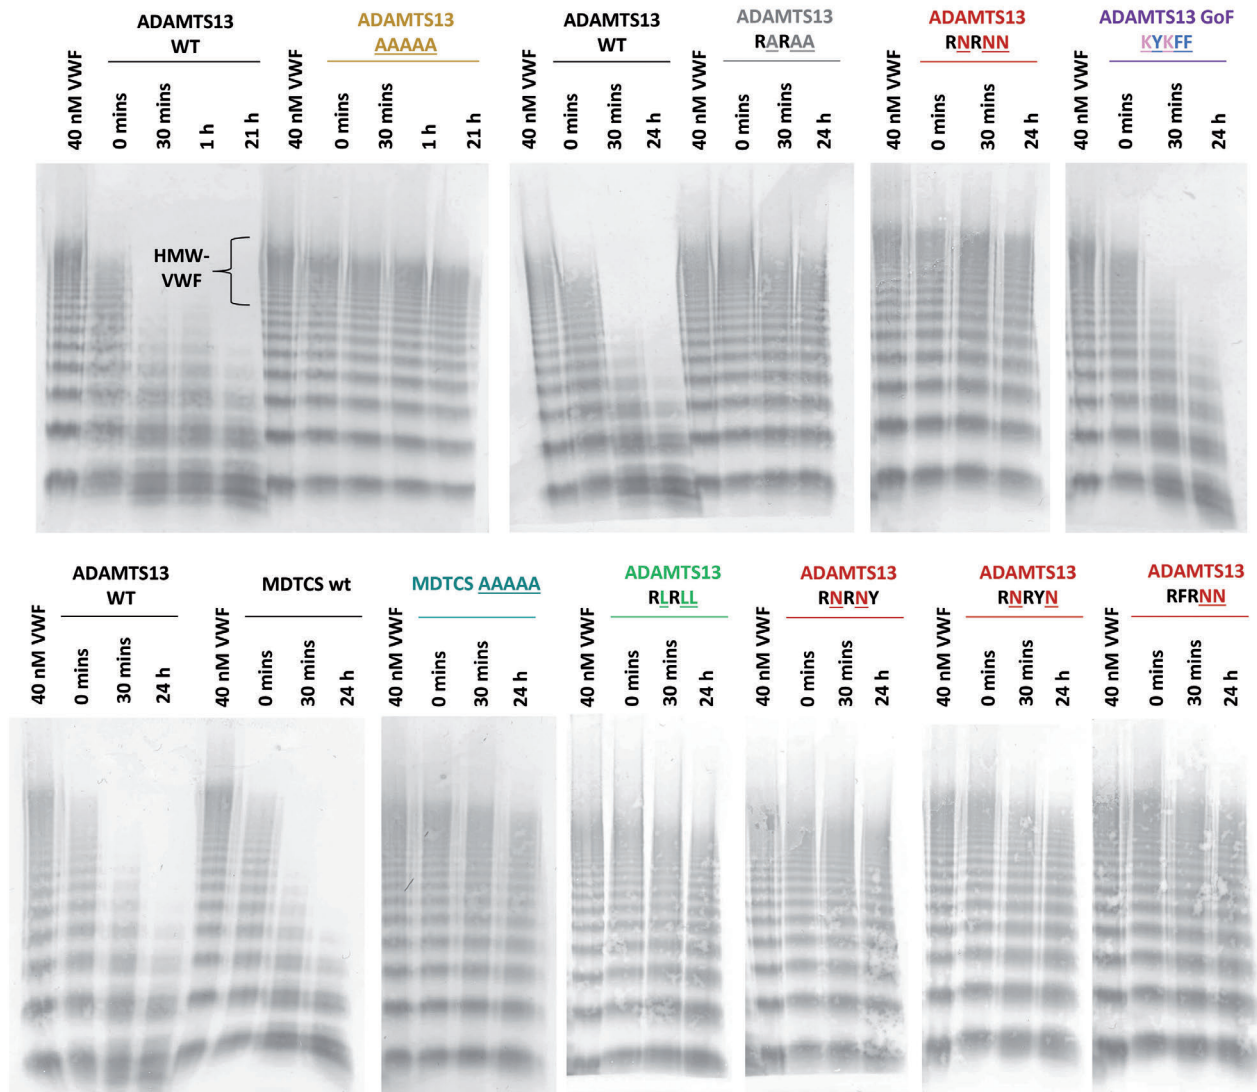 ADAMTS13
WT
ADAMTS13
AAAAA
ADAMTS13
WT
ADAMTS13
RARAA
ADAMTS13
RNRNN
ADAMTS13 GoF
KYKFF
40 nM VWF
0 mins
30 mins
1 h
21 h
40 nM VWF
0 mins
30 mins
1 h
21 h
40 nM VWF
0 mins
30 mins
24 h
40 nM VWF
0 mins
30 mins
24 h
40 nM VWF
0 mins
30 mins
24 h
40 nM VWF
0 mins
30 mins
24 h
HMW-
VWF
ADAMTS13
WT
MDTCS wt
MDTCS AAAAA
ADAMTS13
RLRLL
ADAMTS13
RNRNY
ADAMTS13
RNRYN
ADAMTS13
RFRNN
40 nM VWF
0 mins
30 mins
24 h
40 nM VWF
0 mins
30 mins
24 h
40 nM VWF
0 mins
30 mins
24 h
40 nM VWF
0 mins
30 mins
24 h
40 nM VWF
0 mins
30 mins
24 h
40 nM VWF
0 mins
30 mins
24 h
40 nM VWF
0 mins
30 mins
24 h